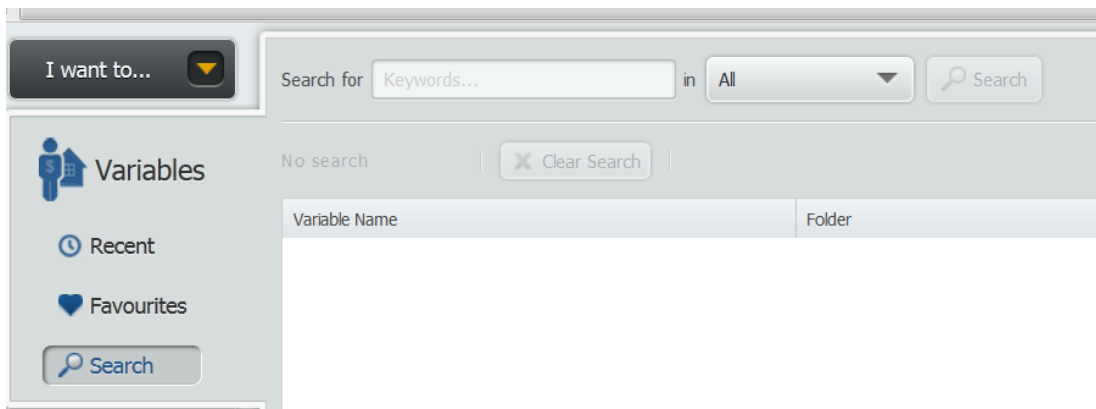 I want to...
Search for Keywords... in All Search
Variables
No search Clear Search
Variable Name Folder
Recent
Favourites
Search